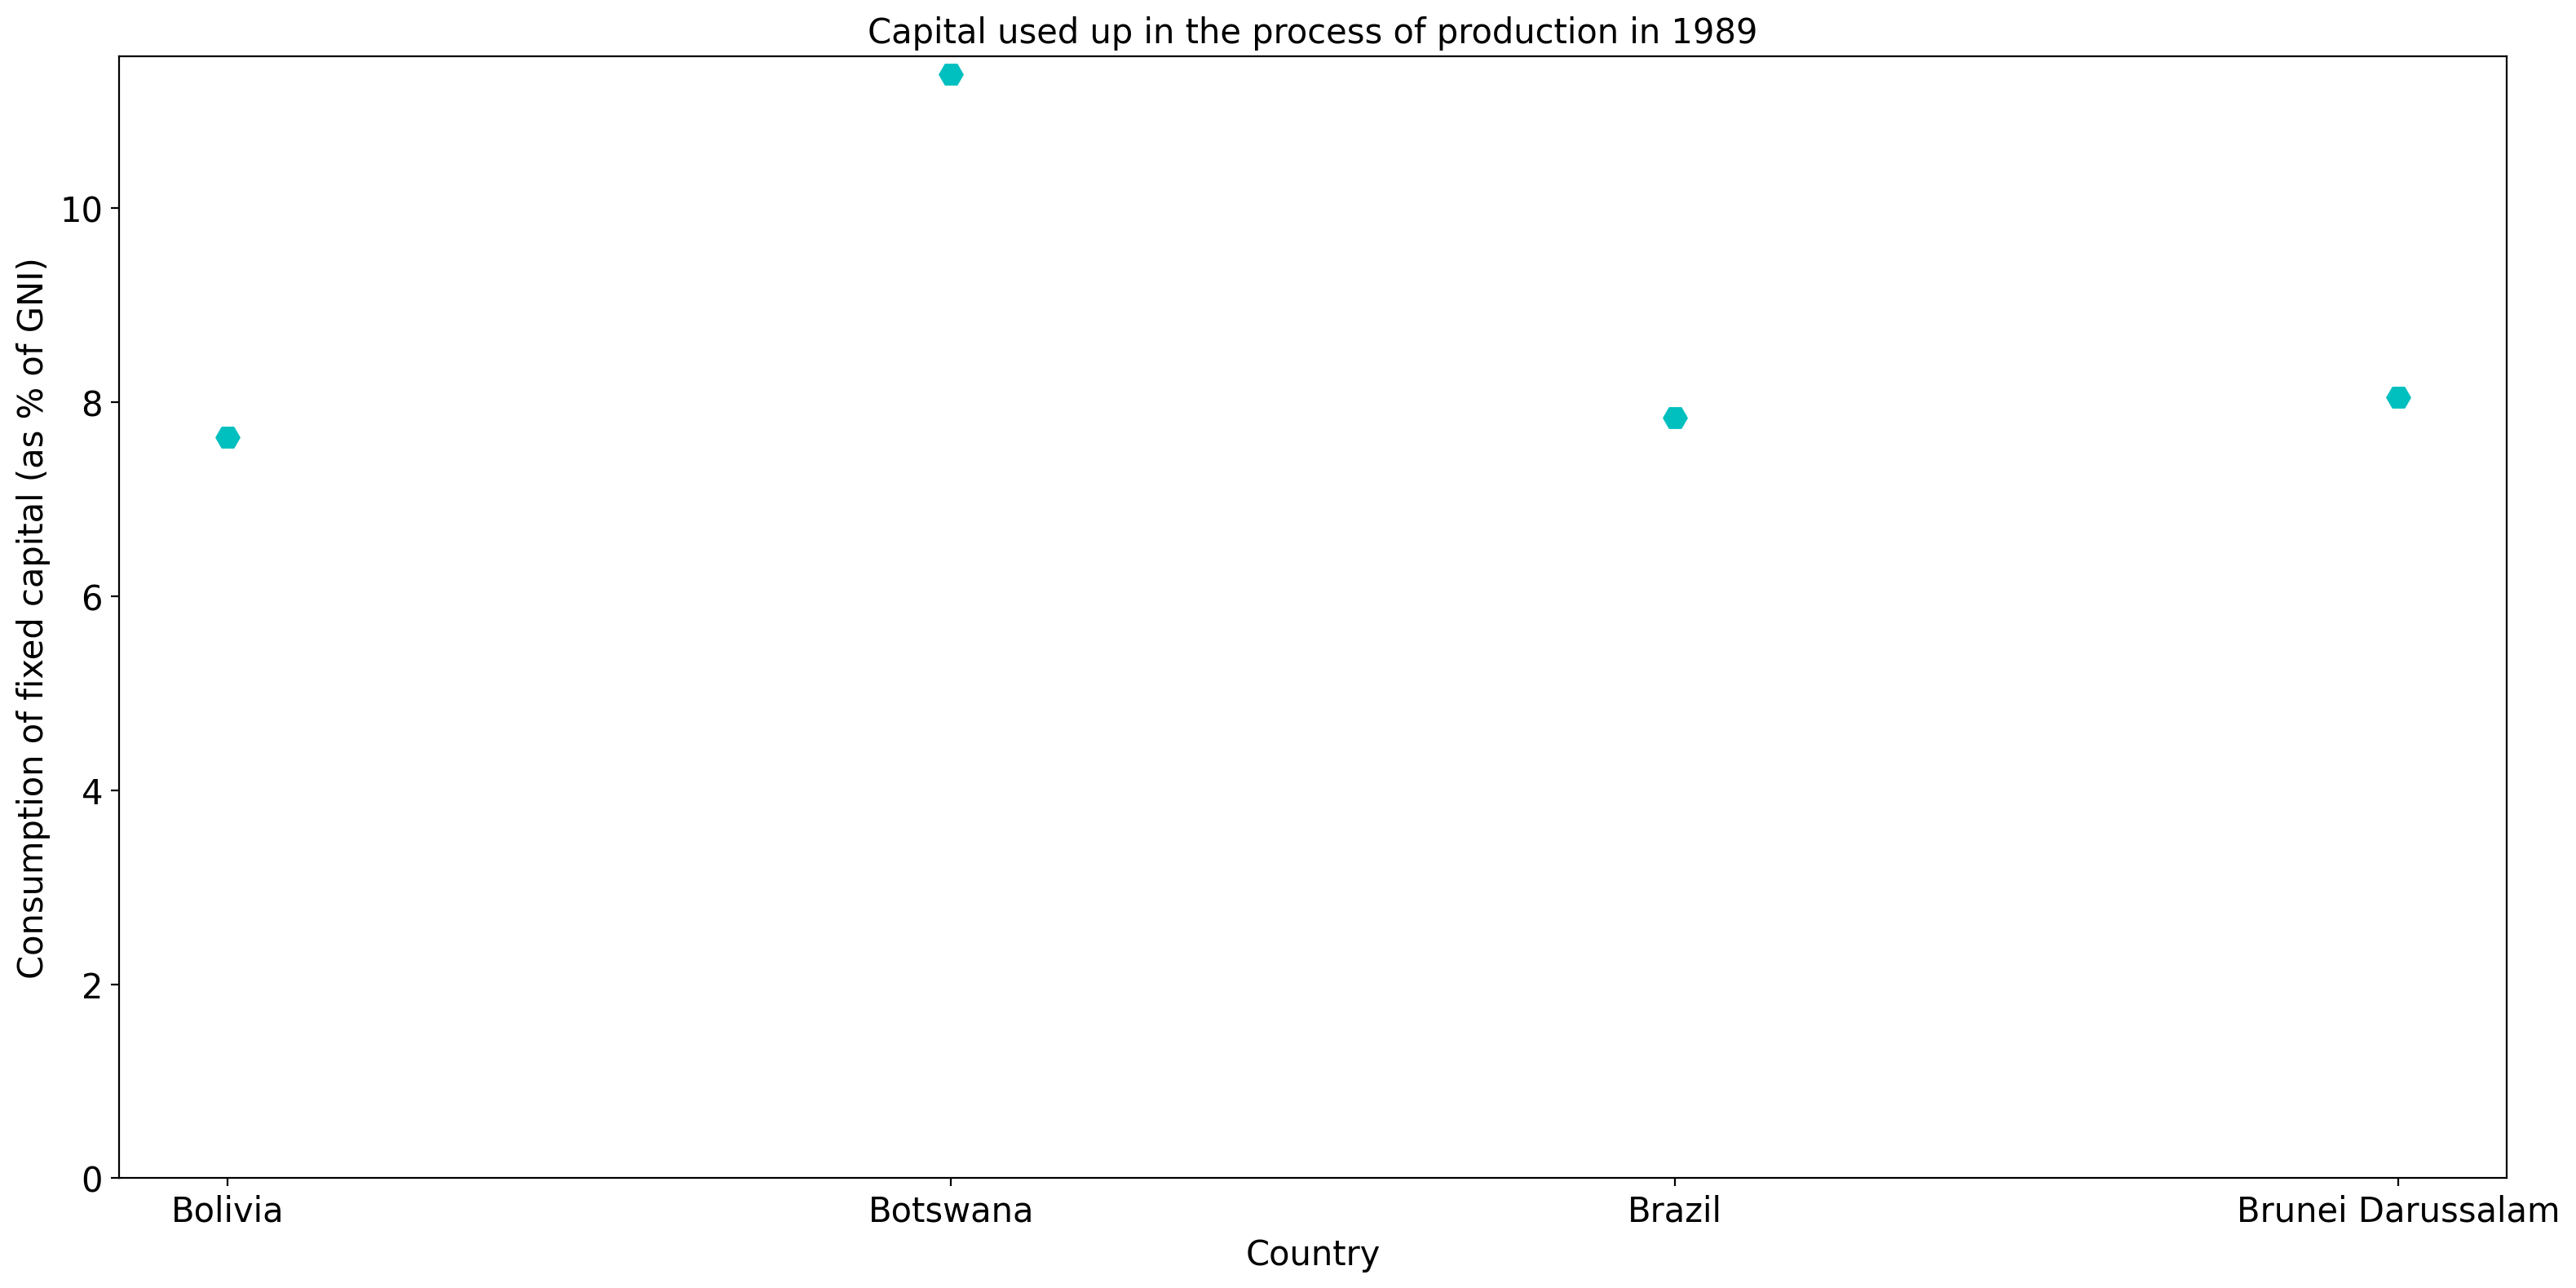 Capital used up in the process of production in 1989
Consumption of fixed capital (as % of GNI)
10
8
6
4
2
0
Bolivia Botswana Brazil Brunei Darussalam
Country